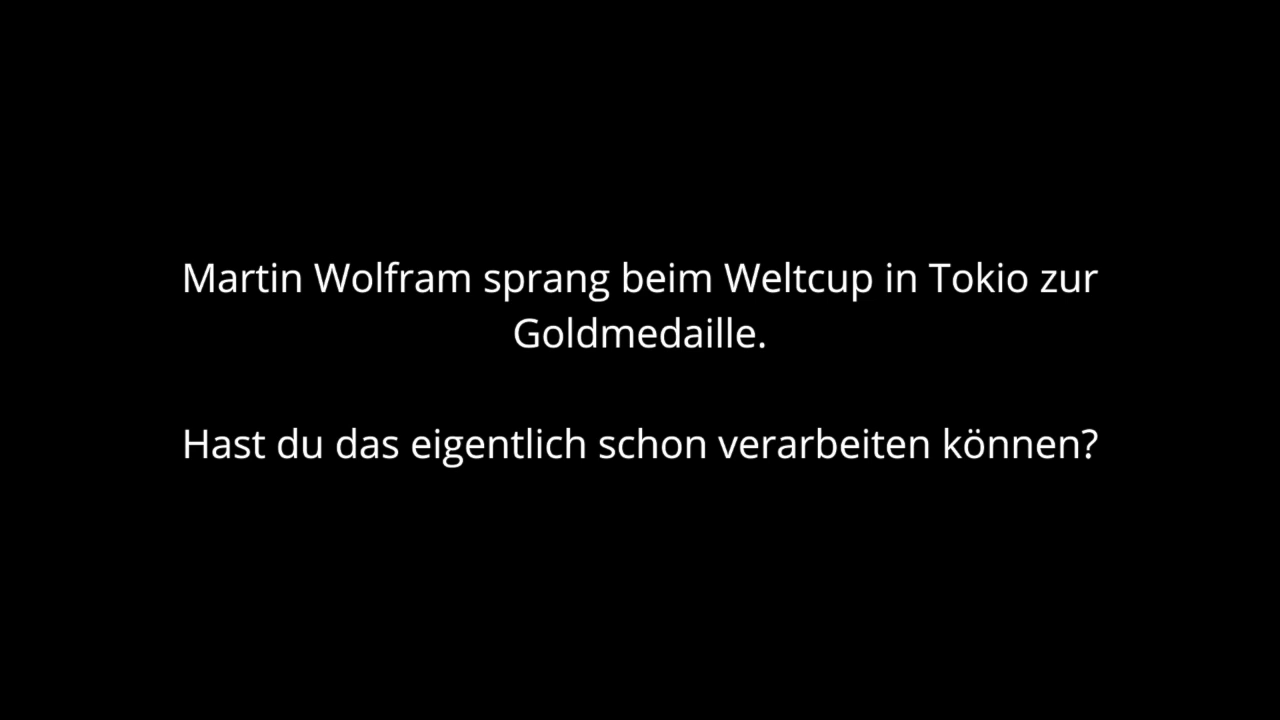 Martin Wolfram sprang beim Weltcup in Tokio zur
Goldmedaille.
Hast du das eigentlich schon verarbeiten können?